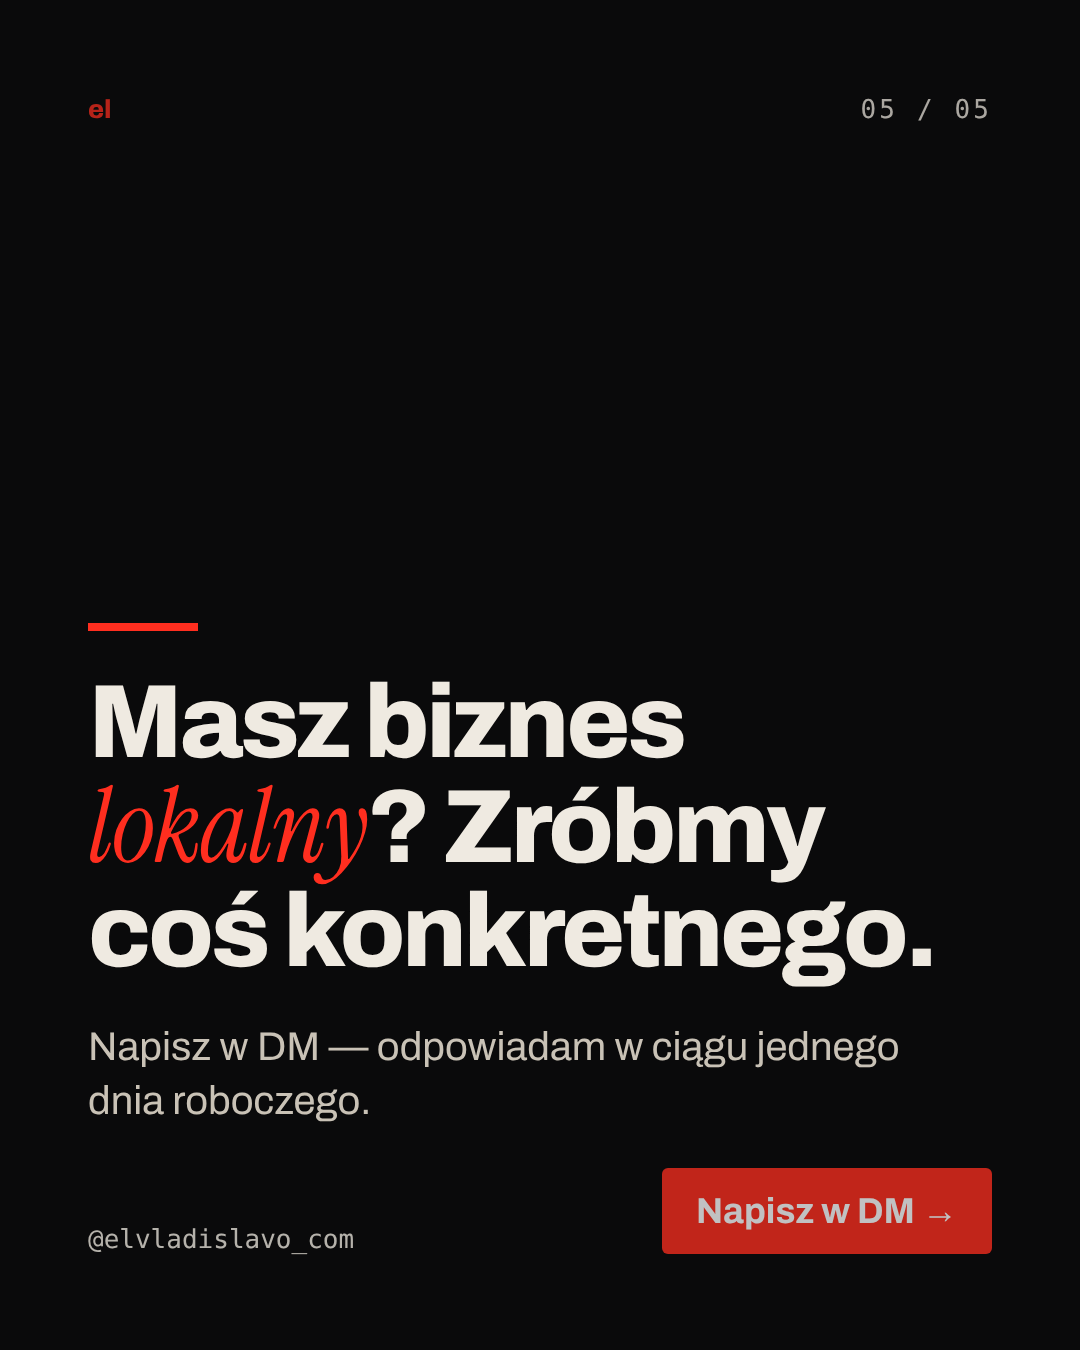 el
05 / 05
Masz biznes
lokalny? Zróbmy
coś konkretnego.
Napisz w DM — odpowiadam w ciągu jednego
dnia roboczego.
Napisz w DM →
@elvladislavo_com